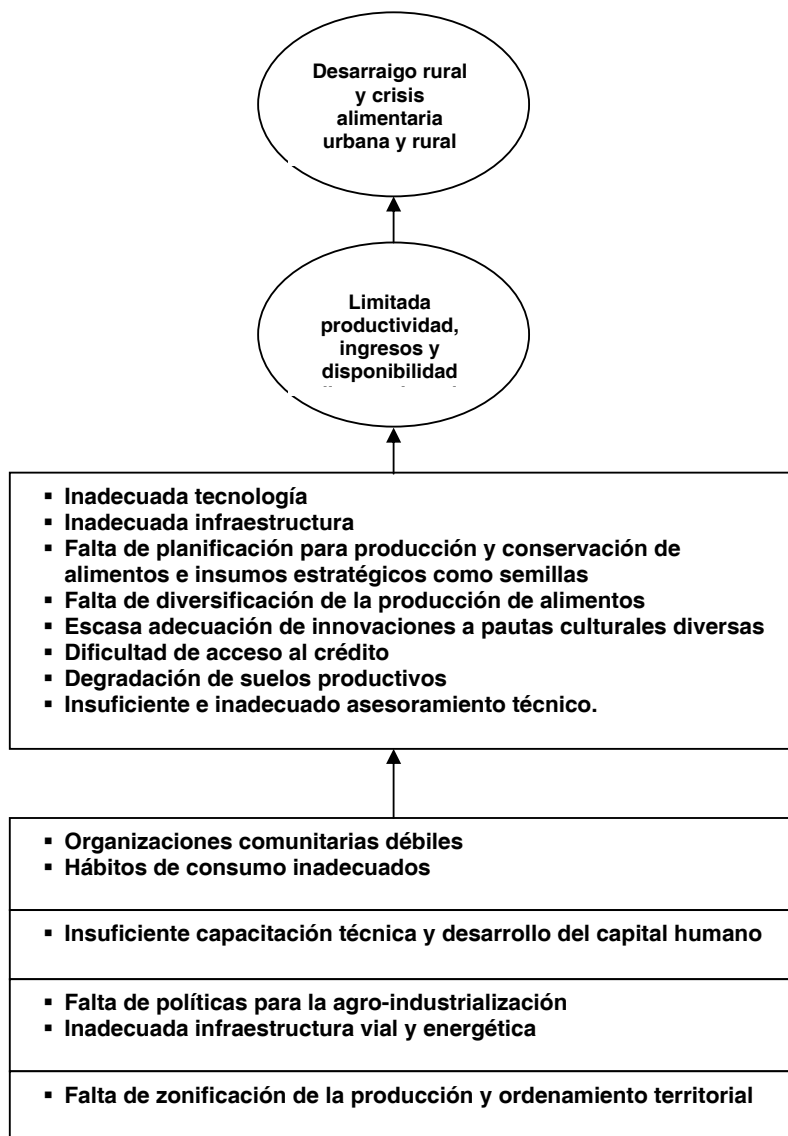 Desarraigo rural
y crisis
alimentaria
urbana y rural
Limitada
productividad,
ingresos y
disponibilidad
▪ Inadecuada tecnología
▪ Inadecuada infraestructura
▪ Falta de planificación para producción y conservación de
alimentos e insumos estratégicos como semillas
▪ Falta de diversificación de la producción de alimentos
▪ Escasa adecuación de innovaciones a pautas culturales diversas
▪ Dificultad de acceso al crédito
▪ Degradación de suelos productivos
▪ Insuficiente e inadecuado asesoramiento técnico.
▪ Organizaciones comunitarias débiles
▪ Hábitos de consumo inadecuados
▪ Insuficiente capacitación técnica y desarrollo del capital humano
▪ Falta de políticas para la agro-industrialización
▪ Inadecuada infraestructura vial y energética
▪ Falta de zonificación de la producción y ordenamiento territorial